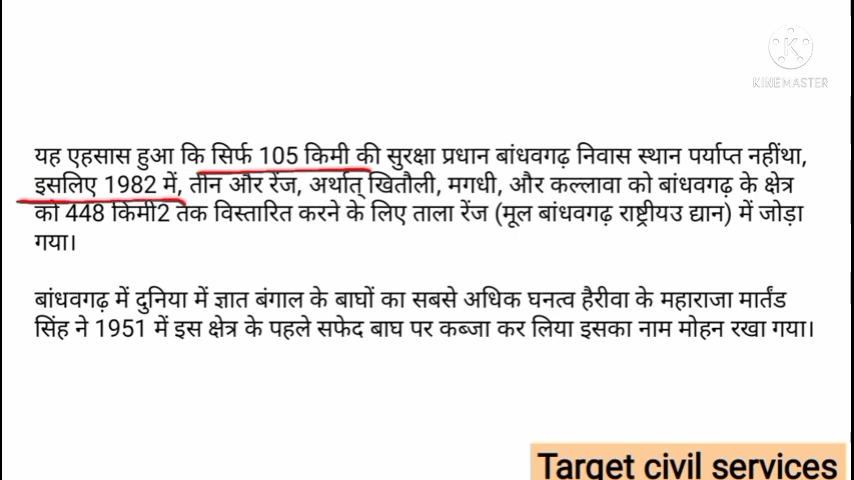 KINEMASTER
यह एहसास हुआ कि सिर्फ 105 किमी की सुरक्षा प्रधान बांधवगढ़ निवास स्थान पर्याप्त नहींथा,
इसलिए 1982 में, तीन और रेंज, अर्थात् खितौली, मगधी, और कल्लावा को बांधवगढ़ के क्षेत्र
को 448 किमी2 तक विस्तारित करने के लिए ताला रेंज (मूल बांधवगढ़ राष्ट्रीयउ द्यान) में जोड़ा
गया।
बांधवगढ़ में दुनिया में ज्ञात बंगाल के बाघों का सबसे अधिक घनत्व हैरीवा के महाराजा मार्तंड
सिंह ने 1951 में इस क्षेत्र के पहले सफेद बाघ पर कब्जा कर लिया इसका नाम मोहन रखा गया।
Target civil services